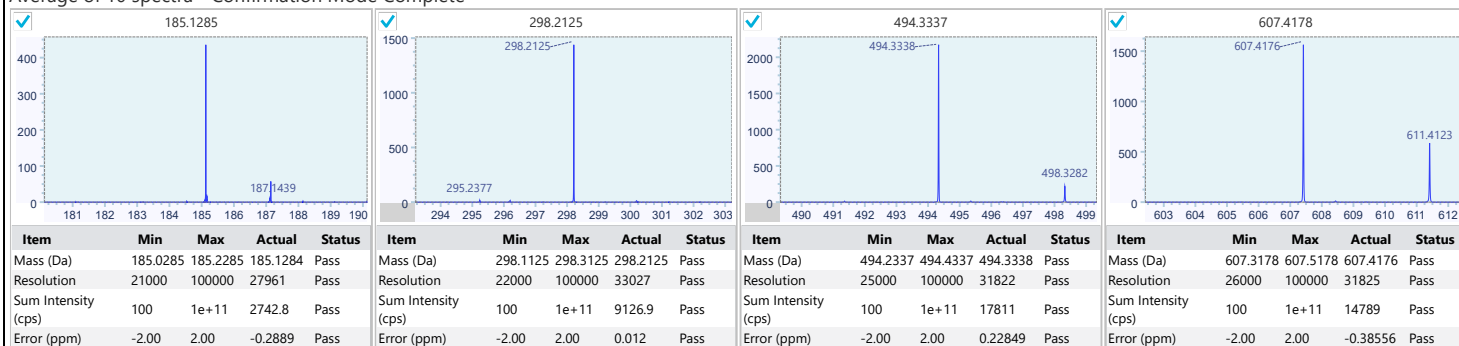 Average of 10 spectra - Confirmation Mode Complete
185.1285
400
300
200
100
0
187.1439
181 182 183 184 185 186 187 188 189 190
Item Min Max Actual Status
Mass (Da) 185.0285 185.2285 185.1284 Pass
Resolution 21000 100000 27961 Pass
Sum Intensity (cps) 100 1e+11 2742.8 Pass
Error (ppm) -2.00 2.00 -0.2889 Pass
298.2125
1500
1000
500
0
298.2125
295.2377
294 295 296 297 298 299 300 301 302 303
Item Min Max Actual Status
Mass (Da) 298.1125 298.3125 298.2125 Pass
Resolution 22000 100000 33027 Pass
Sum Intensity (cps) 100 1e+11 9126.9 Pass
Error (ppm) -2.00 2.00 0.012 Pass
494.3337
2000
1500
1000
500
0
494.3338
498.3282
490 491 492 493 494 495 496 497 498 499
Item Min Max Actual Status
Mass (Da) 494.2337 494.4337 494.3338 Pass
Resolution 25000 100000 31822 Pass
Sum Intensity (cps) 100 1e+11 17811 Pass
Error (ppm) -2.00 2.00 0.22849 Pass
607.4178
1500
1000
500
0
607.4176
611.4123
603 604 605 606 607 608 609 610 611 612
Item Min Max Actual Status
Mass (Da) 607.3178 607.5178 607.4176 Pass
Resolution 26000 100000 31825 Pass
Sum Intensity (cps) 100 1e+11 14789 Pass
Error (ppm) -2.00 2.00 -0.38556 Pass